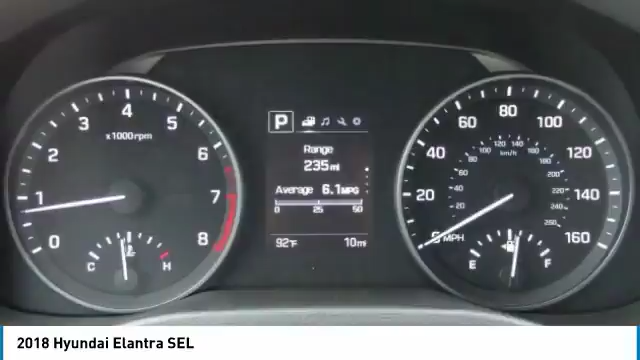 0
1
2
3
4
5
6
7
8
x1000rpm
C
H
P
Range
235mi
Average 6.1MPG
0 25 50
92°F 10mi
20
40
60
80
100
120
140
160
MPH
20
40
60
80
100
120
140
160
180
200
220
240
260
km/h
E
F
2018 Hyundai Elantra SEL